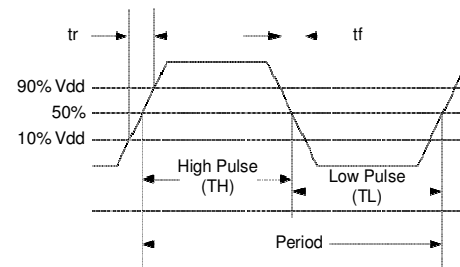 tr
tf
90% Vdd
50%
10% Vdd
High Pulse
(TH)
Low Pulse
(TL)
Period